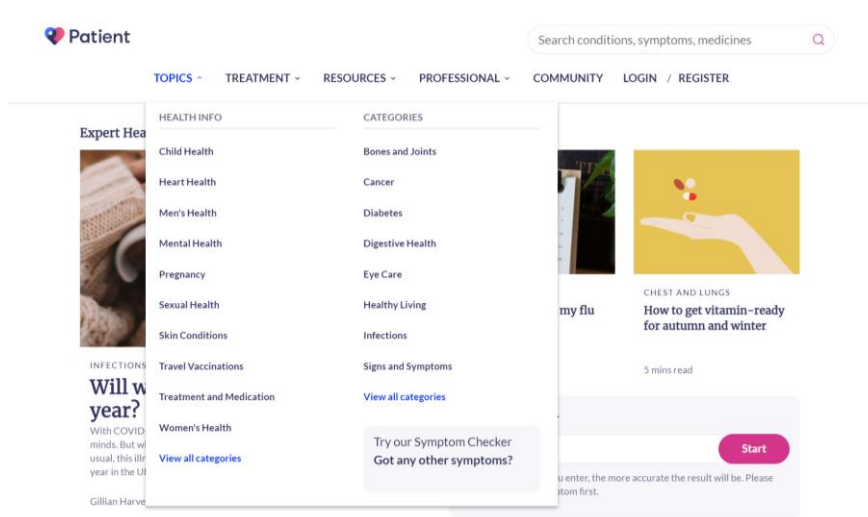 Patient
Search conditions, symptoms, medicines
TOPICS
TREATMENT
RESOURCES
PROFESSIONAL
COMMUNITY
LOGIN / REGISTER
Expert Hea
HEALTH INFO
Child Health
Heart Health
Men's Health
Mental Health
Pregnancy
Sexual Health
Skin Conditions
Travel Vaccinations
Treatment and Medication
Women's Health
View all categories
CATEGORIES
Bones and Joints
Cancer
Diabetes
Digestive Health
Eye Care
Healthy Living
Infections
Signs and Symptoms
View all categories
Try our Symptom Checker
Got any other symptoms?
INFECTIONS
Will w
year?
With COVID
minds. But w
usual, this illr
year in the U
Gillian Harve
my flu
CHEST AND LUNGS
How to get vitamin-ready
for autumn and winter
5 mins read
Start
u enter, the more accurate the result will be. Please
tom first.